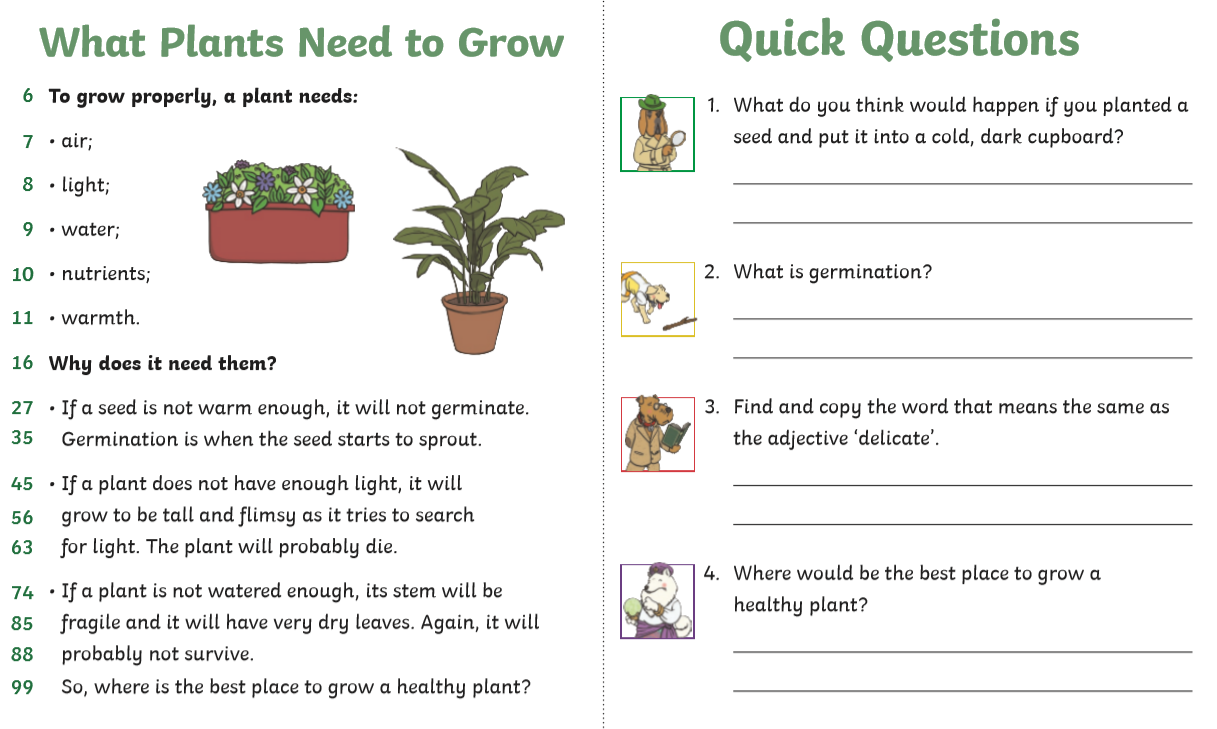 What Plants Need to Grow
6 To grow properly, a plant needs:
7 • air;
8 • light;
9 • water;
10 • nutrients;
11 • warmth.
16 Why does it need them?
27 • If a seed is not warm enough, it will not germinate.
35 Germination is when the seed starts to sprout.
45 • If a plant does not have enough light, it will
56 grow to be tall and flimsy as it tries to search
63 for light. The plant will probably die.
74 • If a plant is not watered enough, its stem will be
85 fragile and it will have very dry leaves. Again, it will
88 probably not survive.
99 So, where is the best place to grow a healthy plant?
Quick Questions
1. What do you think would happen if you planted a
seed and put it into a cold, dark cupboard?
2. What is germination?
3. Find and copy the word that means the same as
the adjective ‘delicate’.
4. Where would be the best place to grow a
healthy plant?